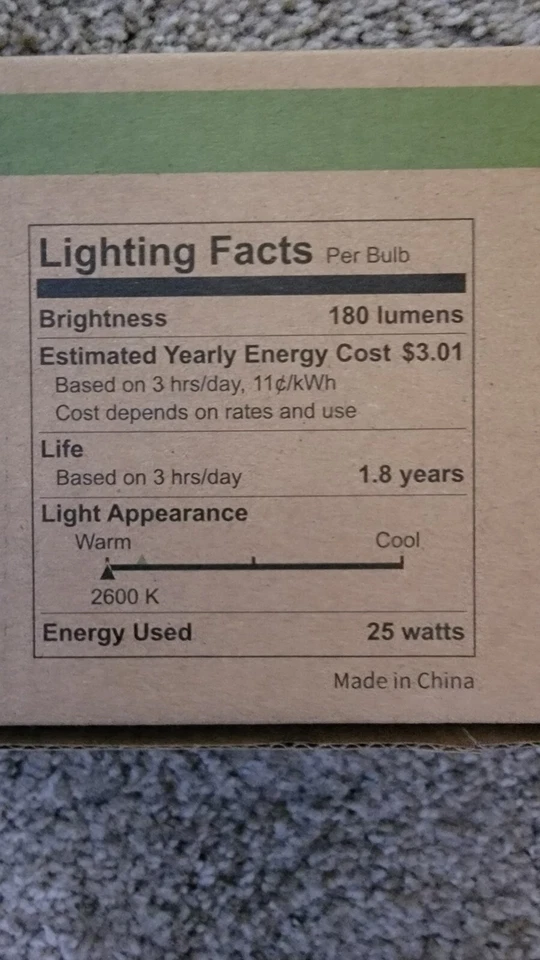 Lighting Facts Per Bulb
Brightness 180 lumens
Estimated Yearly Energy Cost $3.01
Based on 3 hrs/day, 11¢/kWh
Cost depends on rates and use
Life
Based on 3 hrs/day 1.8 years
Light Appearance
Warm Cool
2600 K
Energy Used 25 watts
Made in China